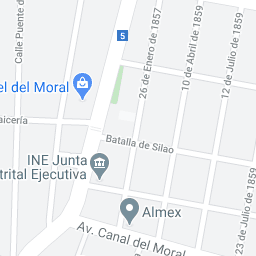 Calle Puente d
5
26 de Enero de 1857
10 de Abril de 1859
12 de Julio de 1859
el del Moral
aicería
Batalla de Silao
INE Junta
trital Ejecutiva
Almex
Av. Canal del Moral
23 de Julio de 1859